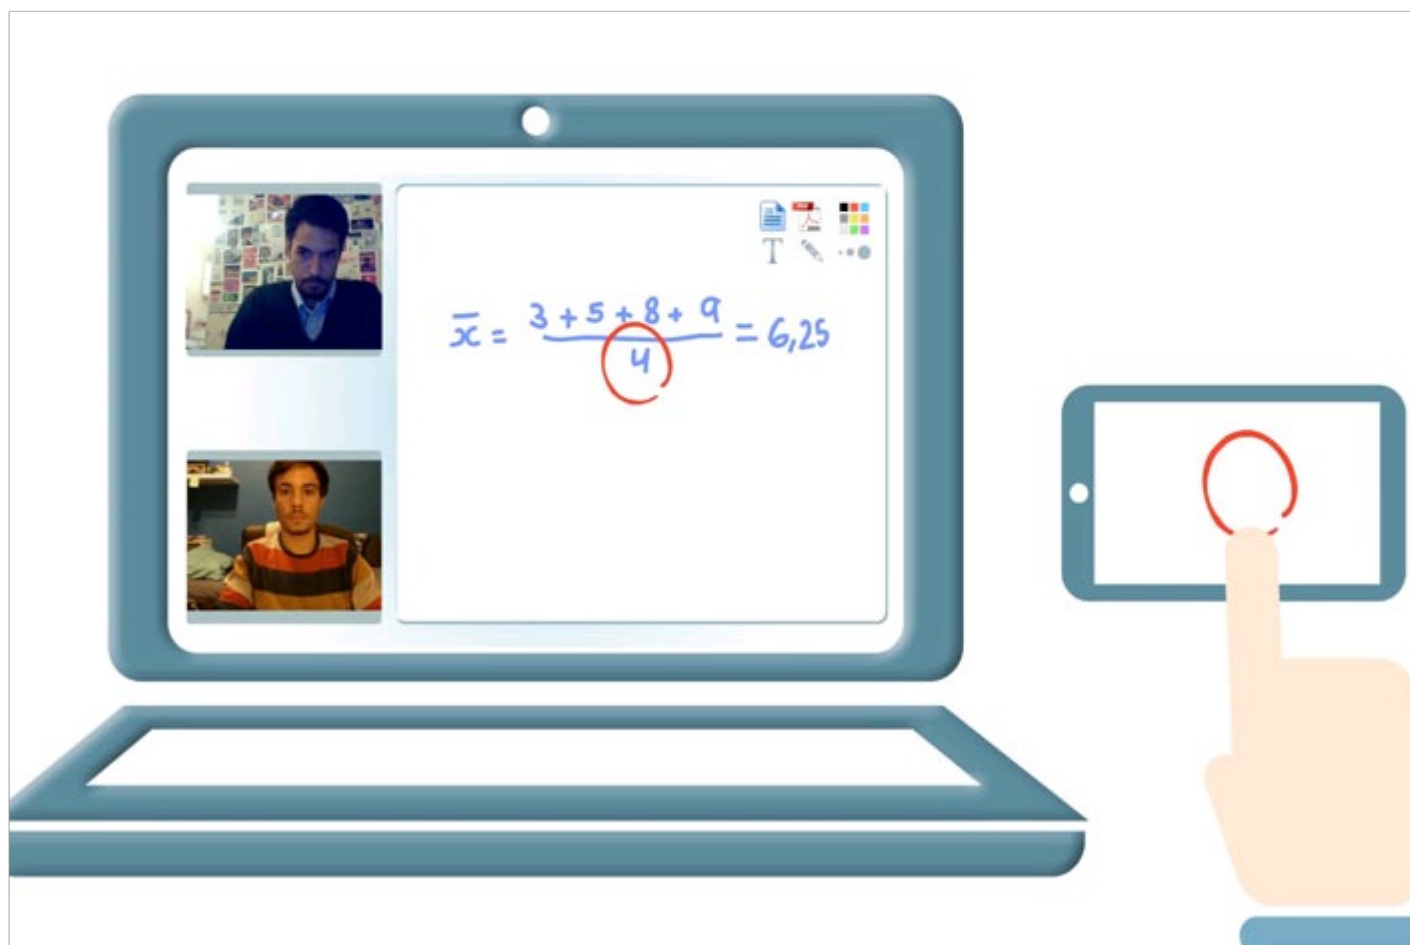 T
x̄ = (3 + 5 + 8 + 9) / 4 = 6,25